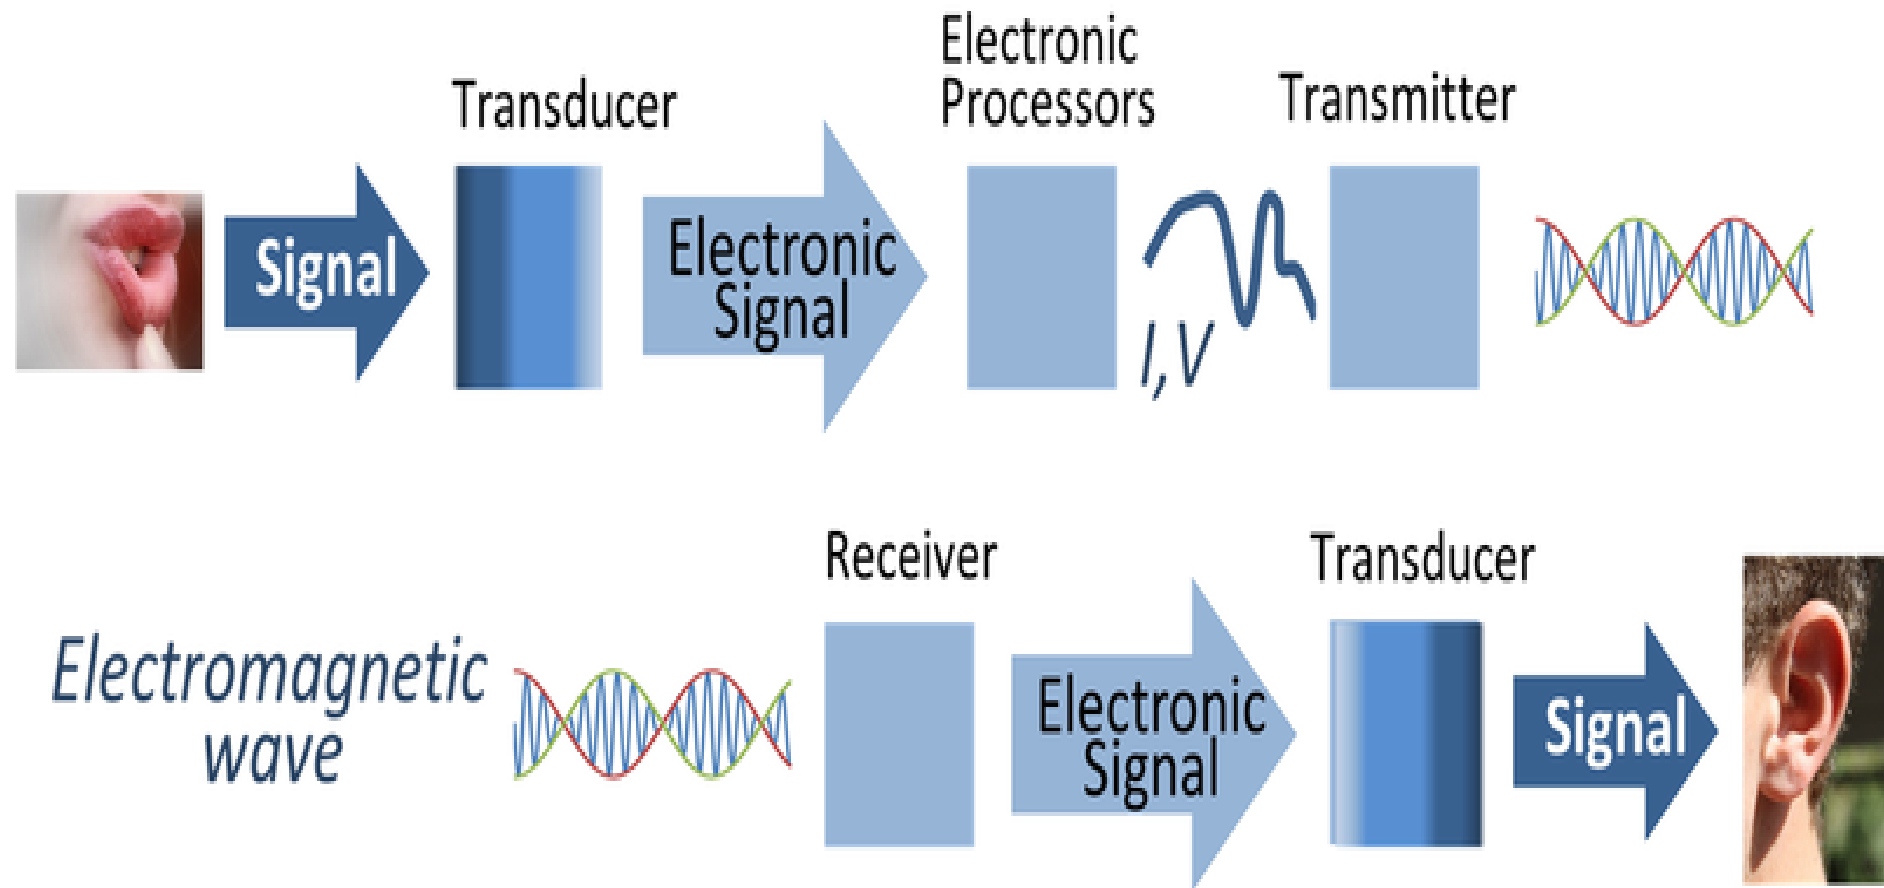 Electronic
Processors
Transducer
Transmitter
Signal
Electronic
Signal
I,V
Receiver
Transducer
Electromagnetic
wave
Electronic
Signal
Signal